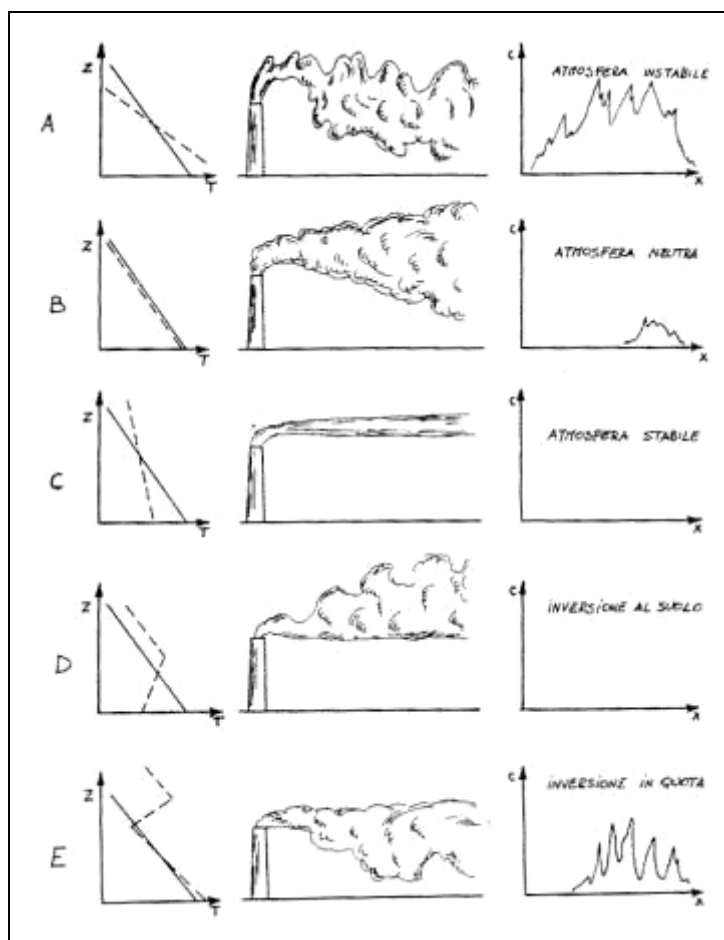 Z
T
C
ATMOSFERA INSTABILE
X
A
Z
T
C
ATMOSFERA NEUTRA
X
B
Z
T
C
ATMOSFERA STABILE
X
C
Z
T
C
INVERSIONE AL SUOLO
X
D
Z
T
C
INVERSIONE IN QUOTA
X
E